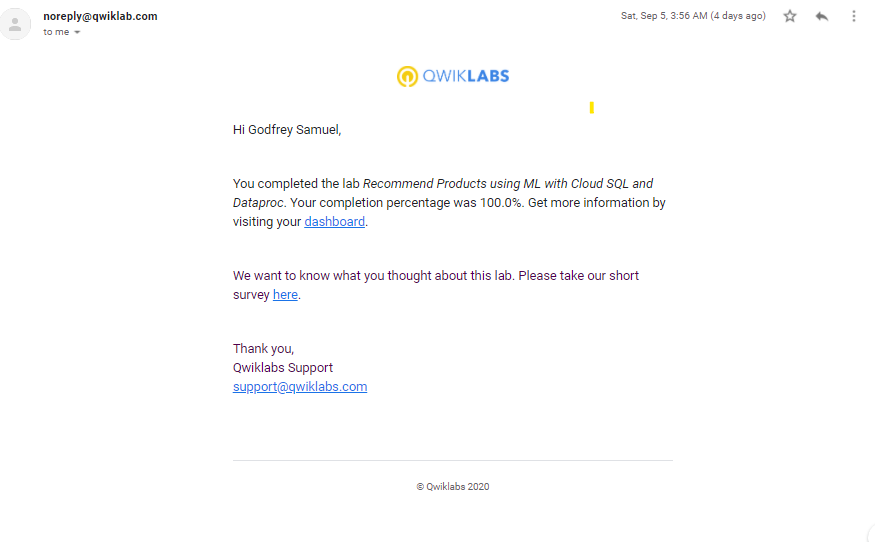 noreply@qwiklab.com
Sat, Sep 5, 3:56 AM (4 days ago)
to me
QWIKLABS
Hi Godfrey Samuel,
You completed the lab Recommend Products using ML with Cloud SQL and
Dataproc. Your completion percentage was 100.0%. Get more information by
visiting your dashboard.
We want to know what you thought about this lab. Please take our short
survey here.
Thank you,
Qwiklabs Support
support@qwiklabs.com
© Qwiklabs 2020